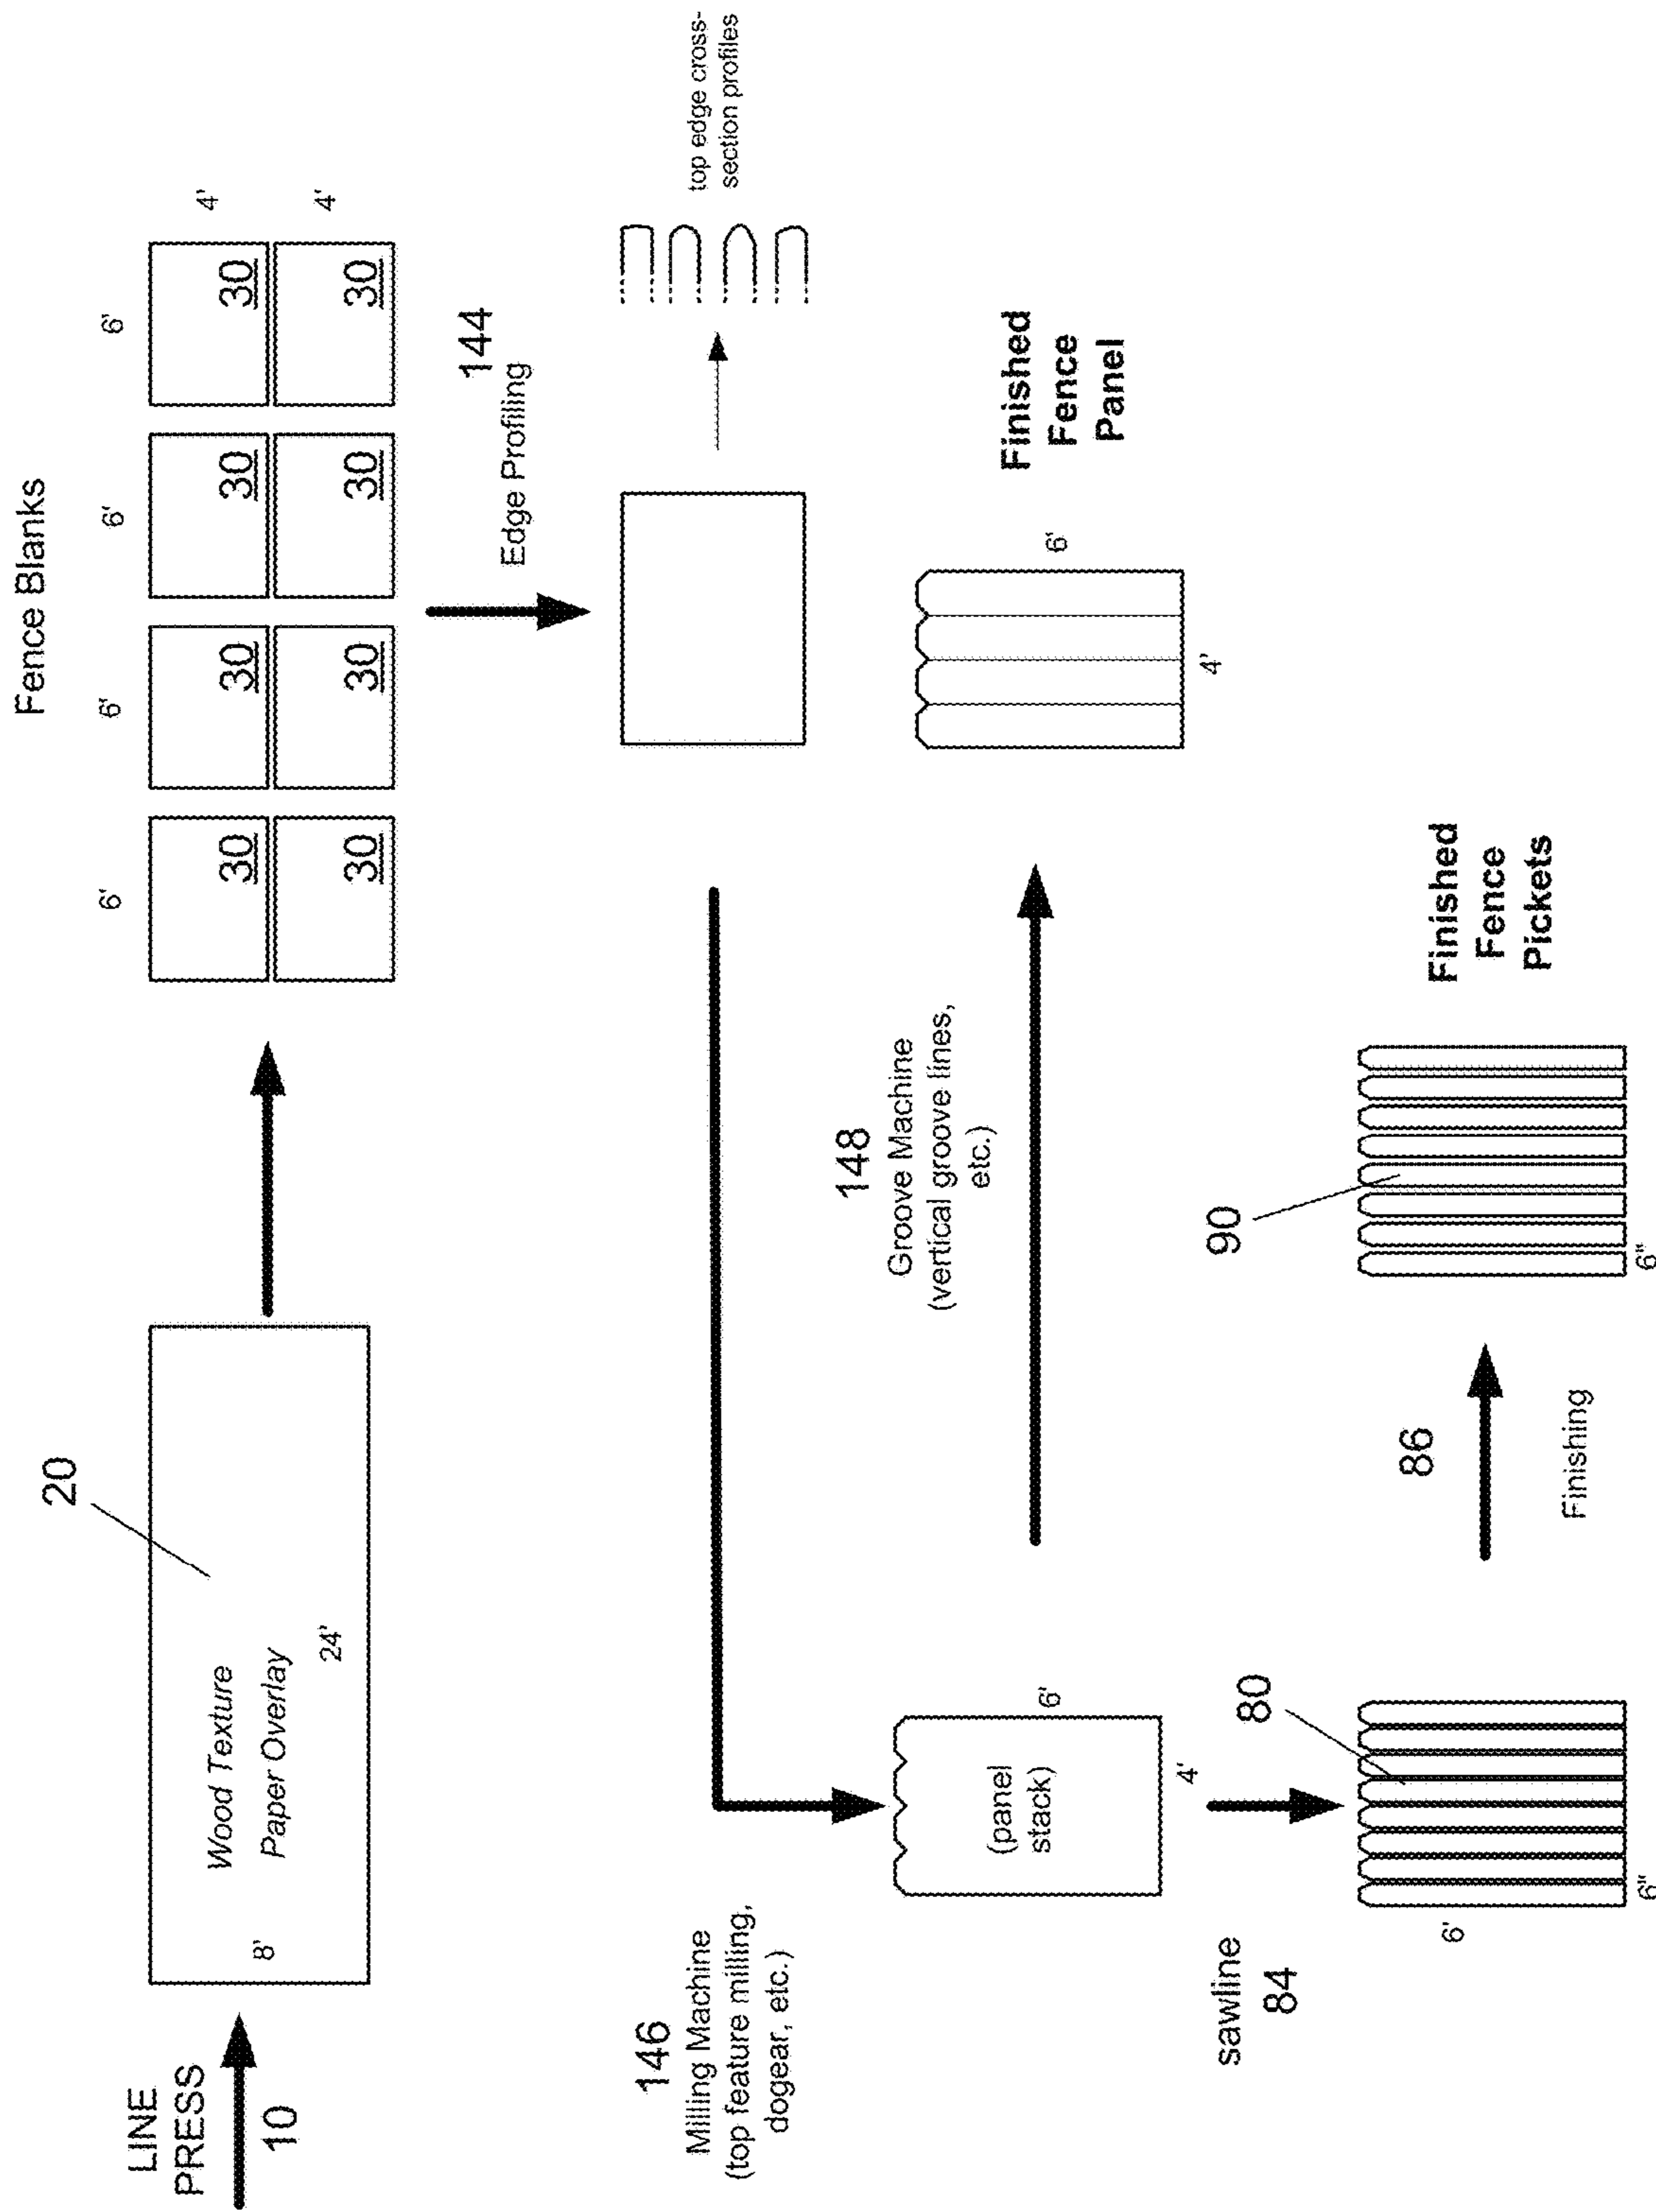 LINE
PRESS
10
20
Wood Texture
Paper Overlay
8'
24'
Fence Blanks
6'
6'
6'
6'
30
30
30
30
4'
30
30
30
30
4'
144
Edge Profiling
top edge cross-
section profiles
146
Milling Machine
(top feature milling,
dogear, etc.)
(panel
stack)
6'
4'
148
Groove Machine
(vertical groove lines,
etc.)
6'
4'
Finished
Fence
Panel
sawline
84
80
6'
6"
86
Finishing
90
6"
Finished
Fence
Pickets